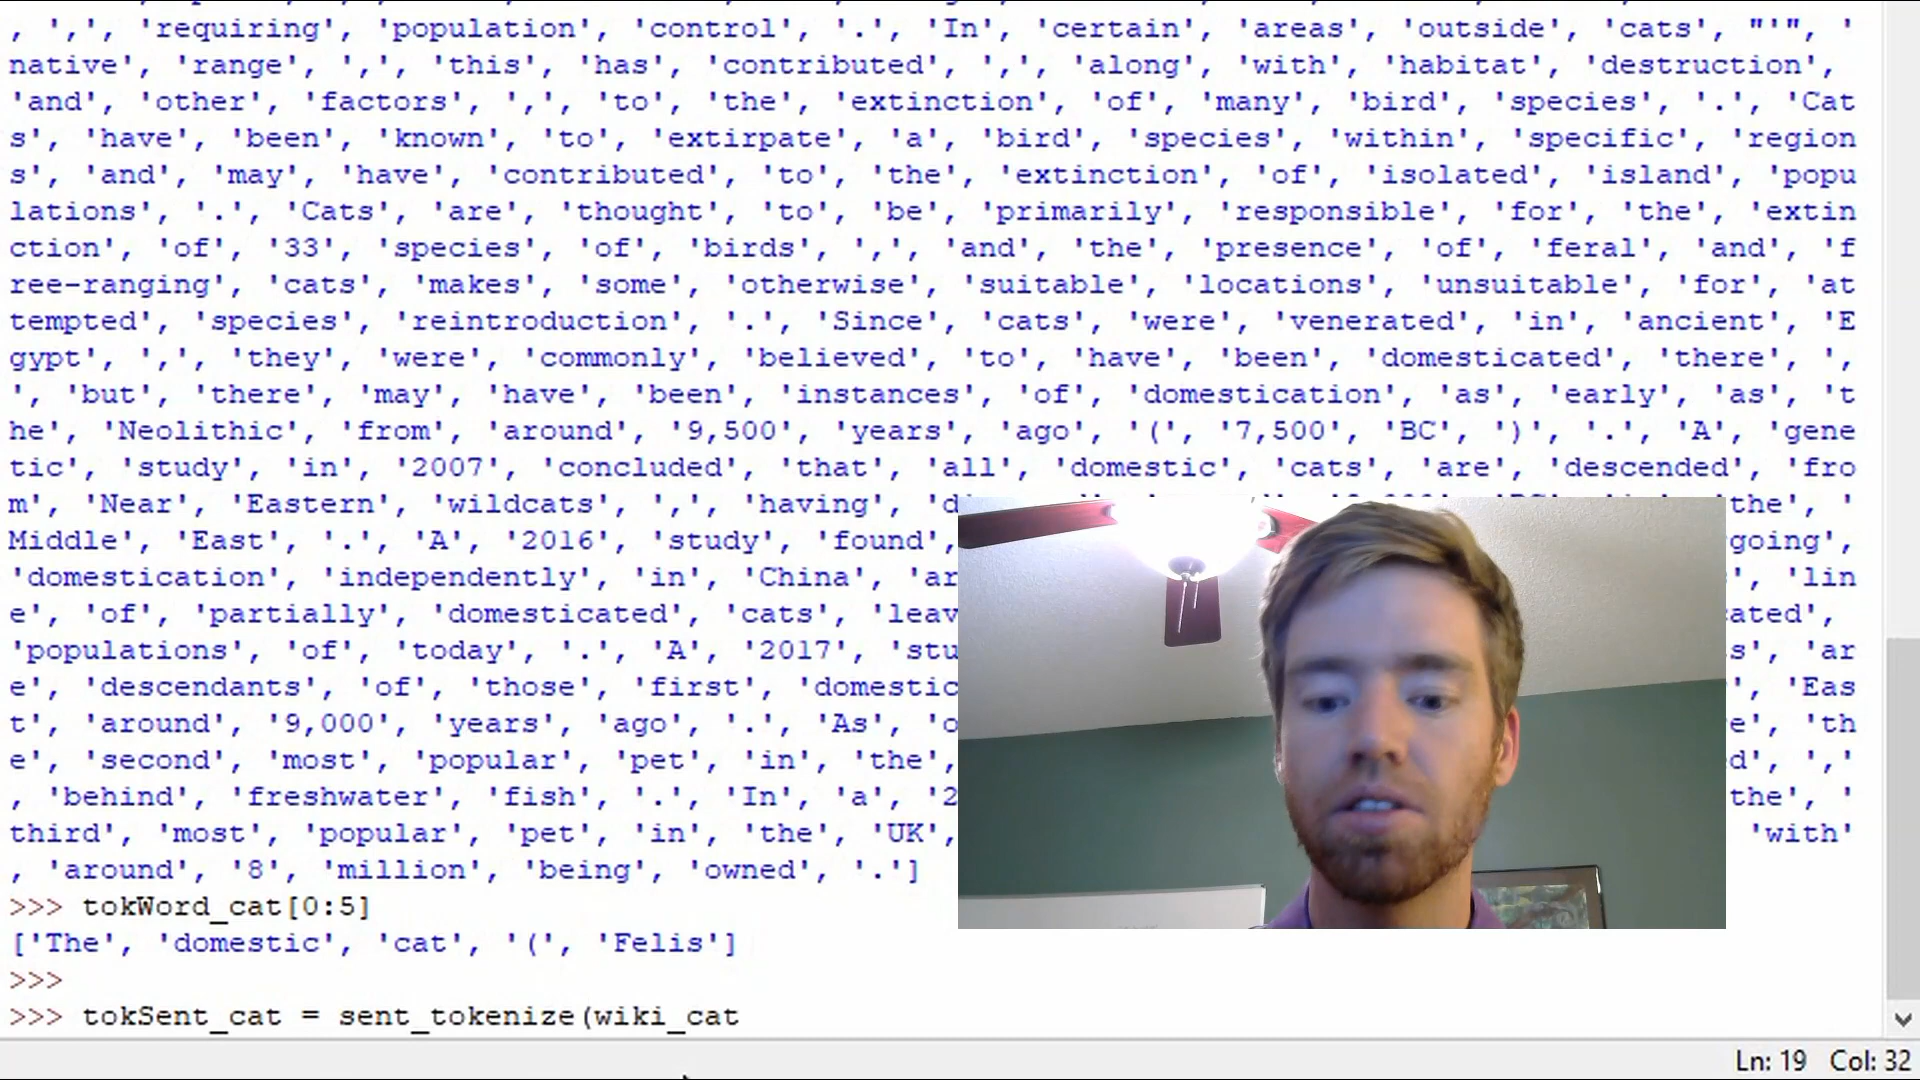 , ',', 'requiring', 'population', 'control', '.', 'In', 'certain', 'areas', 'outside', 'cats', "'", '
native', 'range', ',', 'this', 'has', 'contributed', ',', 'along', 'with', 'habitat', 'destruction',
'and', 'other', 'factors', ',', 'to', 'the', 'extinction', 'of', 'many', 'bird', 'species', '.', 'Cat
s', 'have', 'been', 'known', 'to', 'extirpate', 'a', 'bird', 'species', 'within', 'specific', 'region
s', 'and', 'may', 'have', 'contributed', 'to', 'the', 'extinction', 'of', 'isolated', 'island', 'popu
lations', '.', 'Cats', 'are', 'thought', 'to', 'be', 'primarily', 'responsible', 'for', 'the', 'extin
ction', 'of', '33', 'species', 'of', 'birds', ',', 'and', 'the', 'presence', 'of', 'feral', 'and', 'f
ree-ranging', 'cats', 'makes', 'some', 'otherwise', 'suitable', 'locations', 'unsuitable', 'for', 'at
tempted', 'species', 'reintroduction', '.', 'Since', 'cats', 'were', 'venerated', 'in', 'ancient', 'E
gypt', ',', 'they', 'were', 'commonly', 'believed', 'to', 'have', 'been', 'domesticated', 'there', ',
', 'but', 'there', 'may', 'have', 'been', 'instances', 'of', 'domestication', 'as', 'early', 'as', 't
he', 'Neolithic', 'from', 'around', '9,500', 'years', 'ago', '(', '7,500', 'BC', ')', '.', 'A', 'gene
tic', 'study', 'in', '2007', 'concluded', 'that', 'all', 'domestic', 'cats', 'are', 'descended', 'fro
m', 'Near', 'Eastern', 'wildcats', ',', 'having', 'd 'the', '
Middle', 'East', '.', 'A', '2016', 'study', 'found', going',
'domestication', 'independently', 'in', 'China', 'ar 'lin
e', 'of', 'partially', 'domesticated', 'cats', 'leav ated',
'populations', 'of', 'today', '.', 'A', '2017', 'stu s', 'ar
e', 'descendants', 'of', 'those', 'first', 'domestic ', 'Eas
t', 'around', '9,000', 'years', 'ago', '.', 'As', 'o e', 'th
e', 'second', 'most', 'popular', 'pet', 'in', 'the', d', ','
, 'behind', 'freshwater', 'fish', '.', 'In', 'a', '2 the', '
third', 'most', 'popular', 'pet', 'in', 'the', 'UK', 'with'
, 'around', '8', 'million', 'being', 'owned', '.']
>>> tokWord_cat[0:5]
['The', 'domestic', 'cat', '(', 'Felis']
>>>
>>> tokSent_cat = sent_tokenize(wiki_cat
Ln: 19 Col: 32